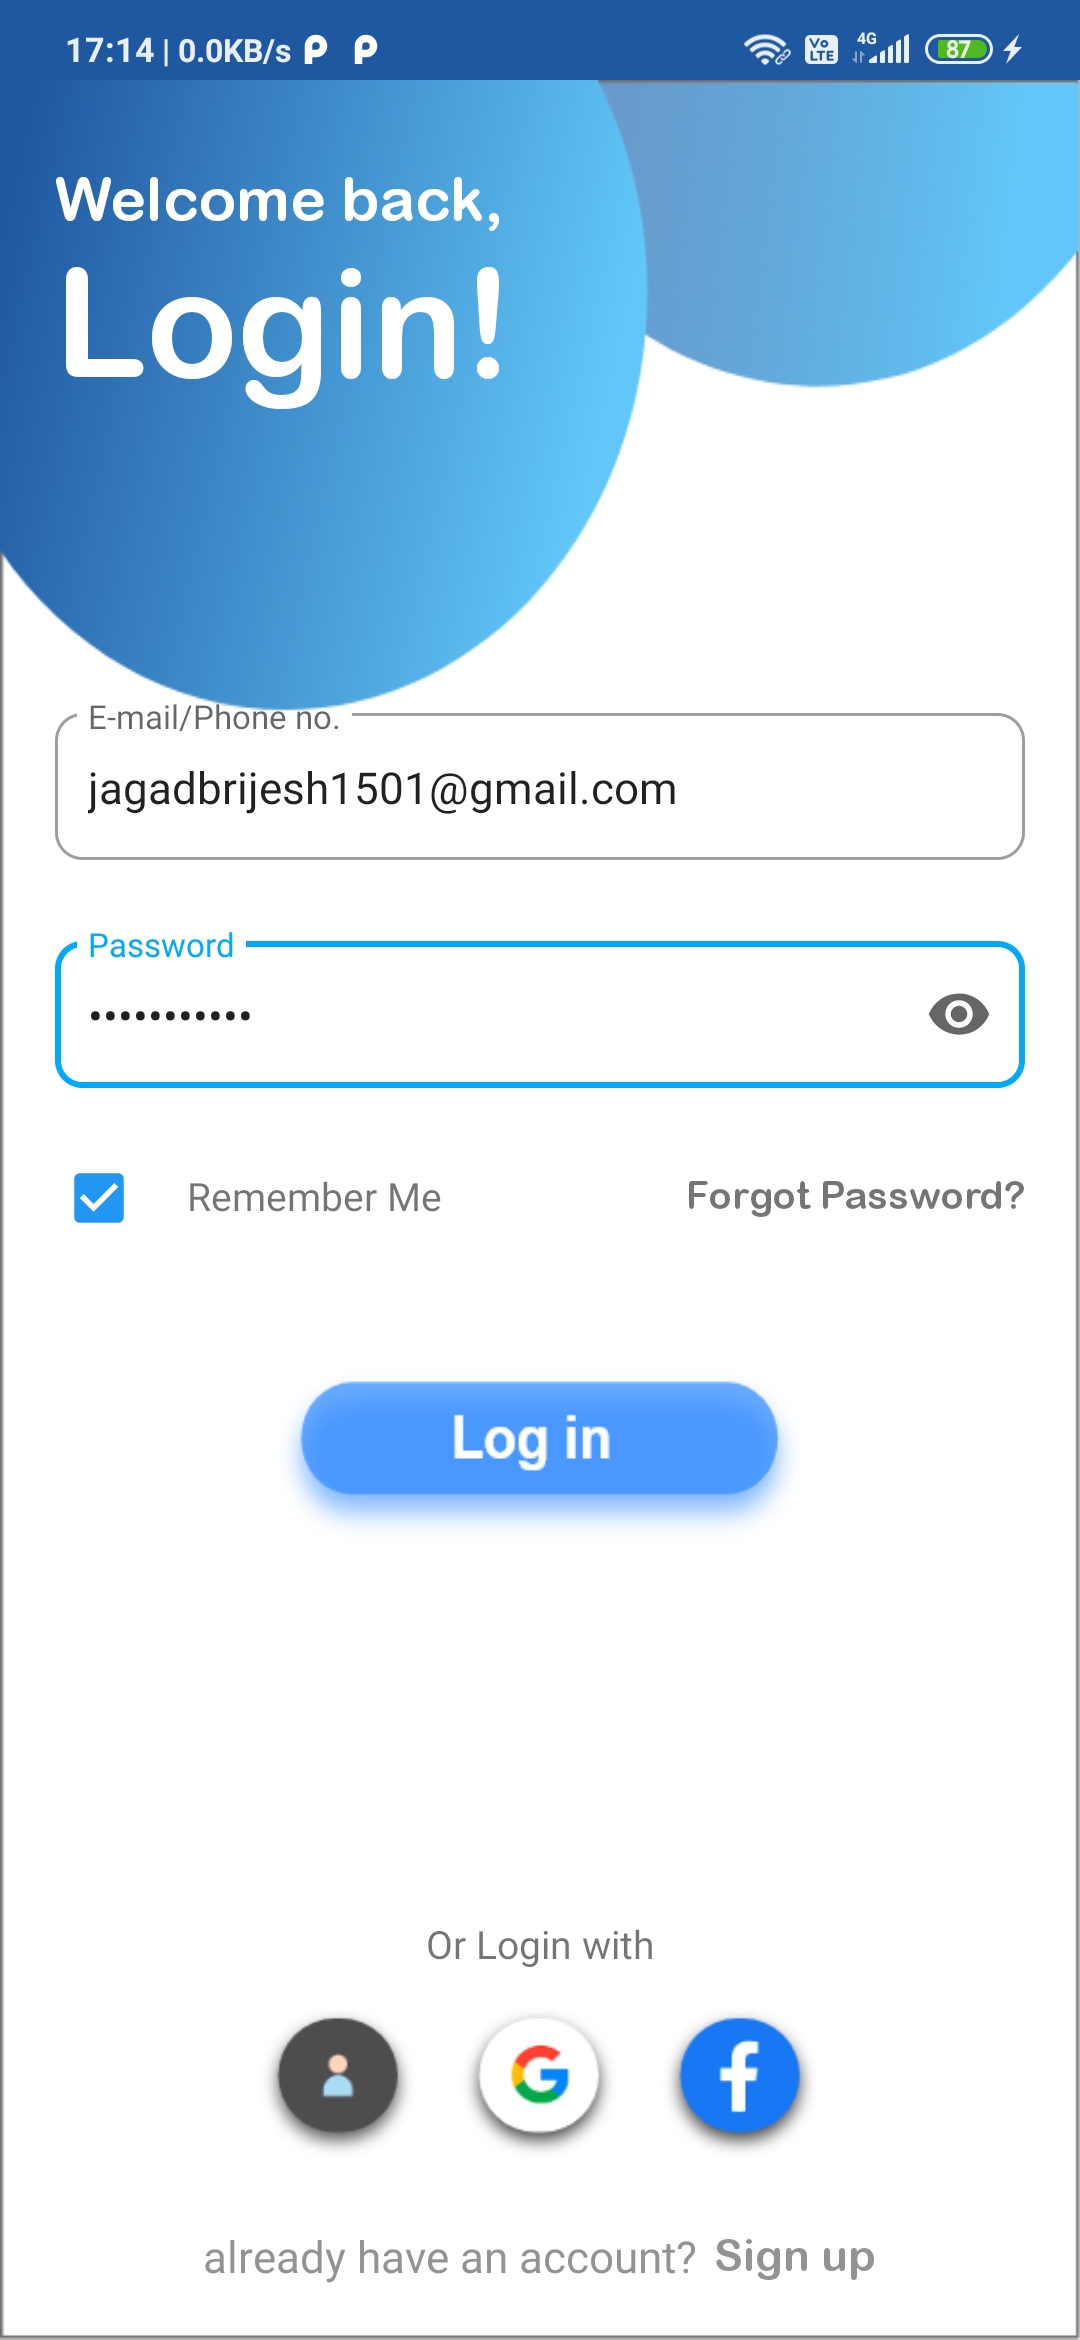 17:14 | 0.0KB/s
Vo LTE 4G 87
Welcome back,
Login!
E-mail/Phone no.
jagadbrijesh1501@gmail.com
Password
•••••••••••
Remember Me Forgot Password?
Log in
Or Login with
already have an account? Sign up